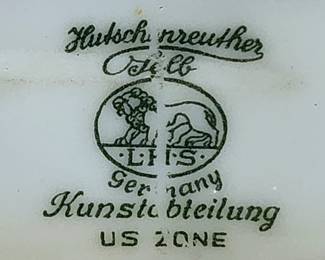 Hutschenreuther
Selb
L·H·S·
Germany
Kunstabteilung
US ZONE